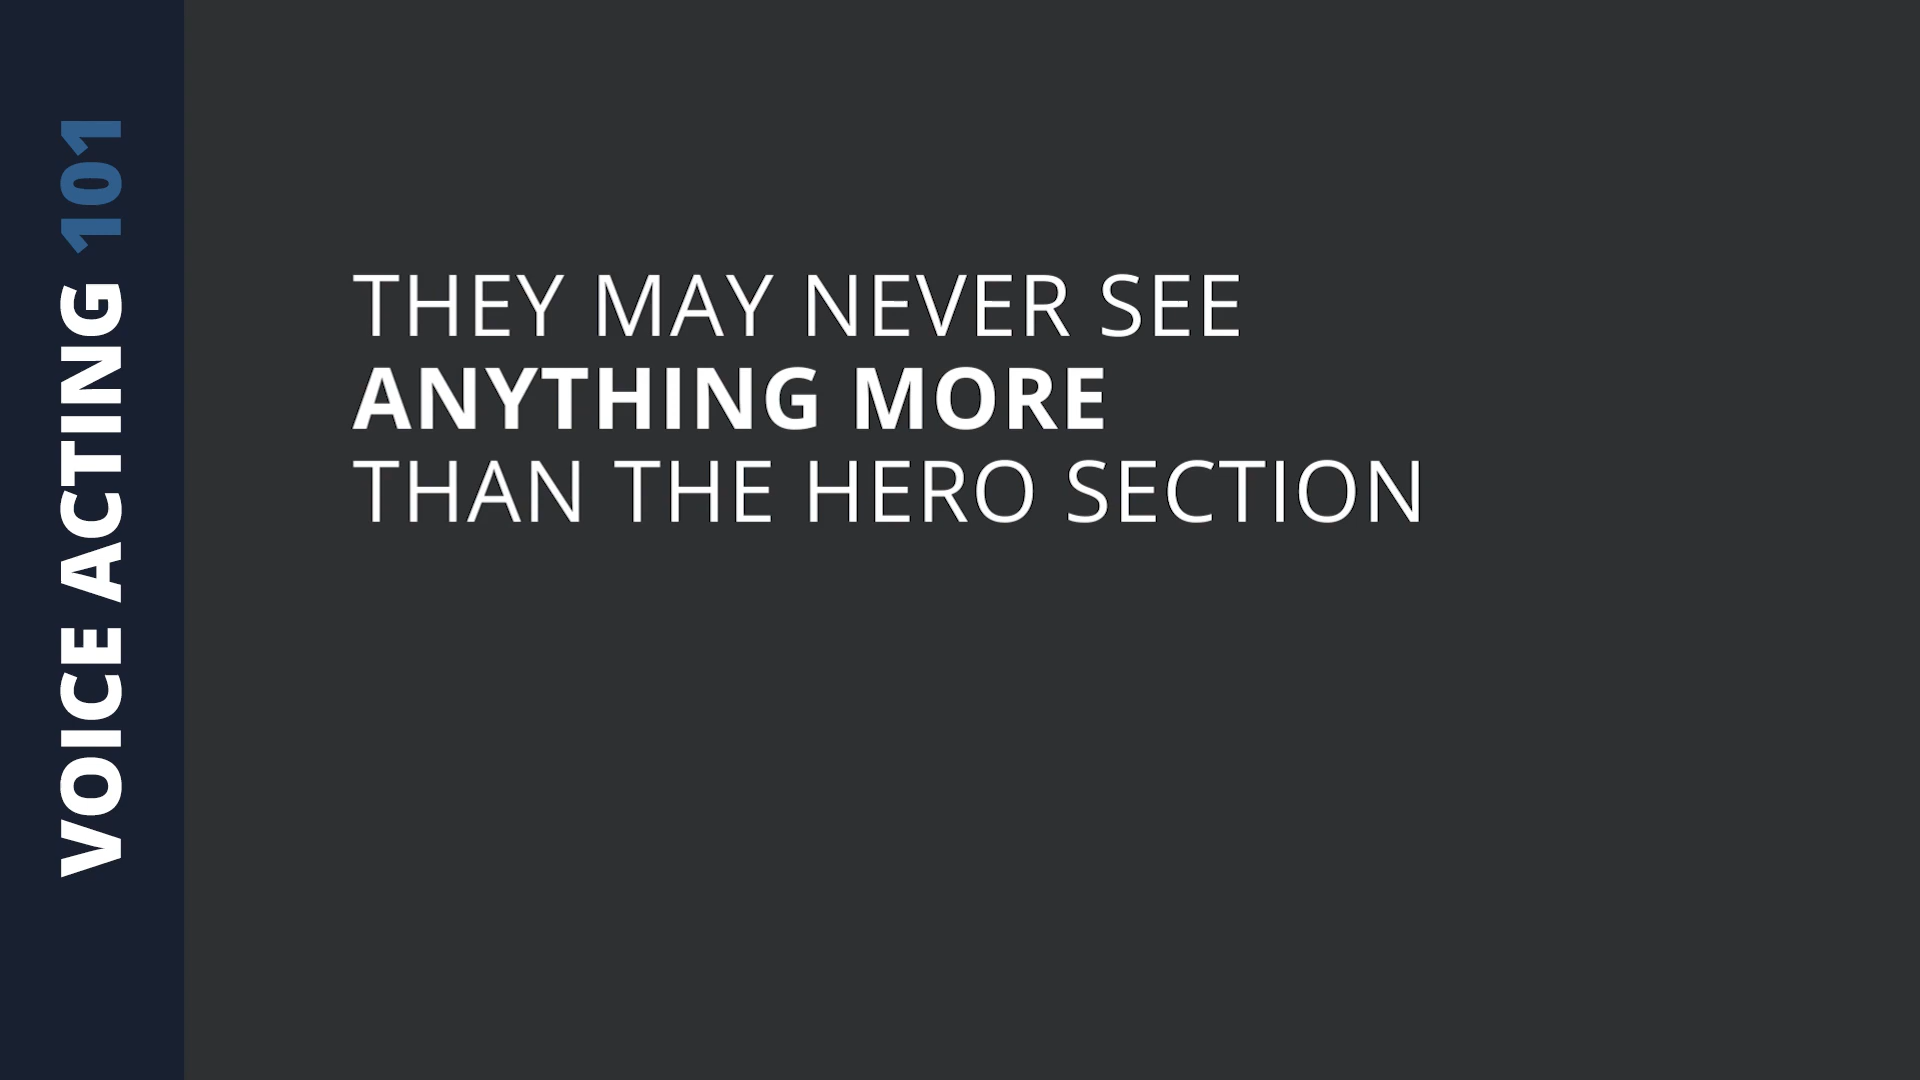 VOICE ACTING 101
THEY MAY NEVER SEE
ANYTHING MORE
THAN THE HERO SECTION